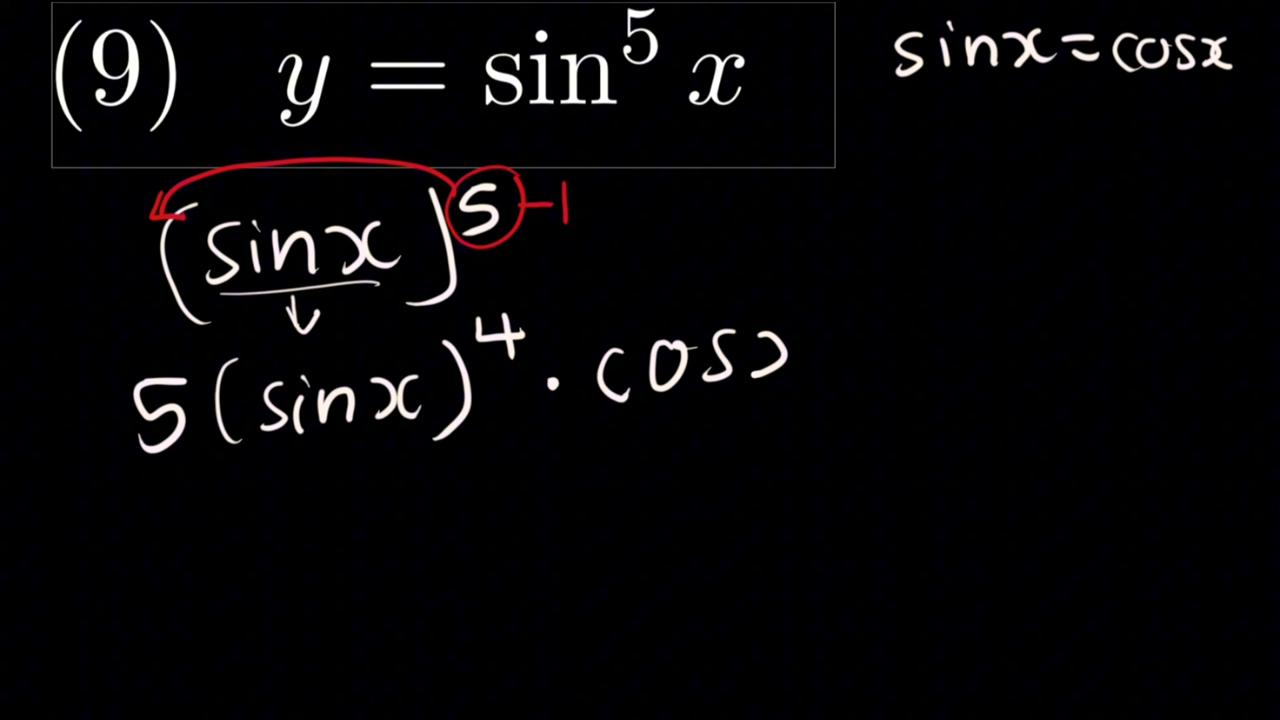 (9) y = sin⁵ x
sinx=cosx
(sinx)⁵-1
5(sinx)⁴·cos